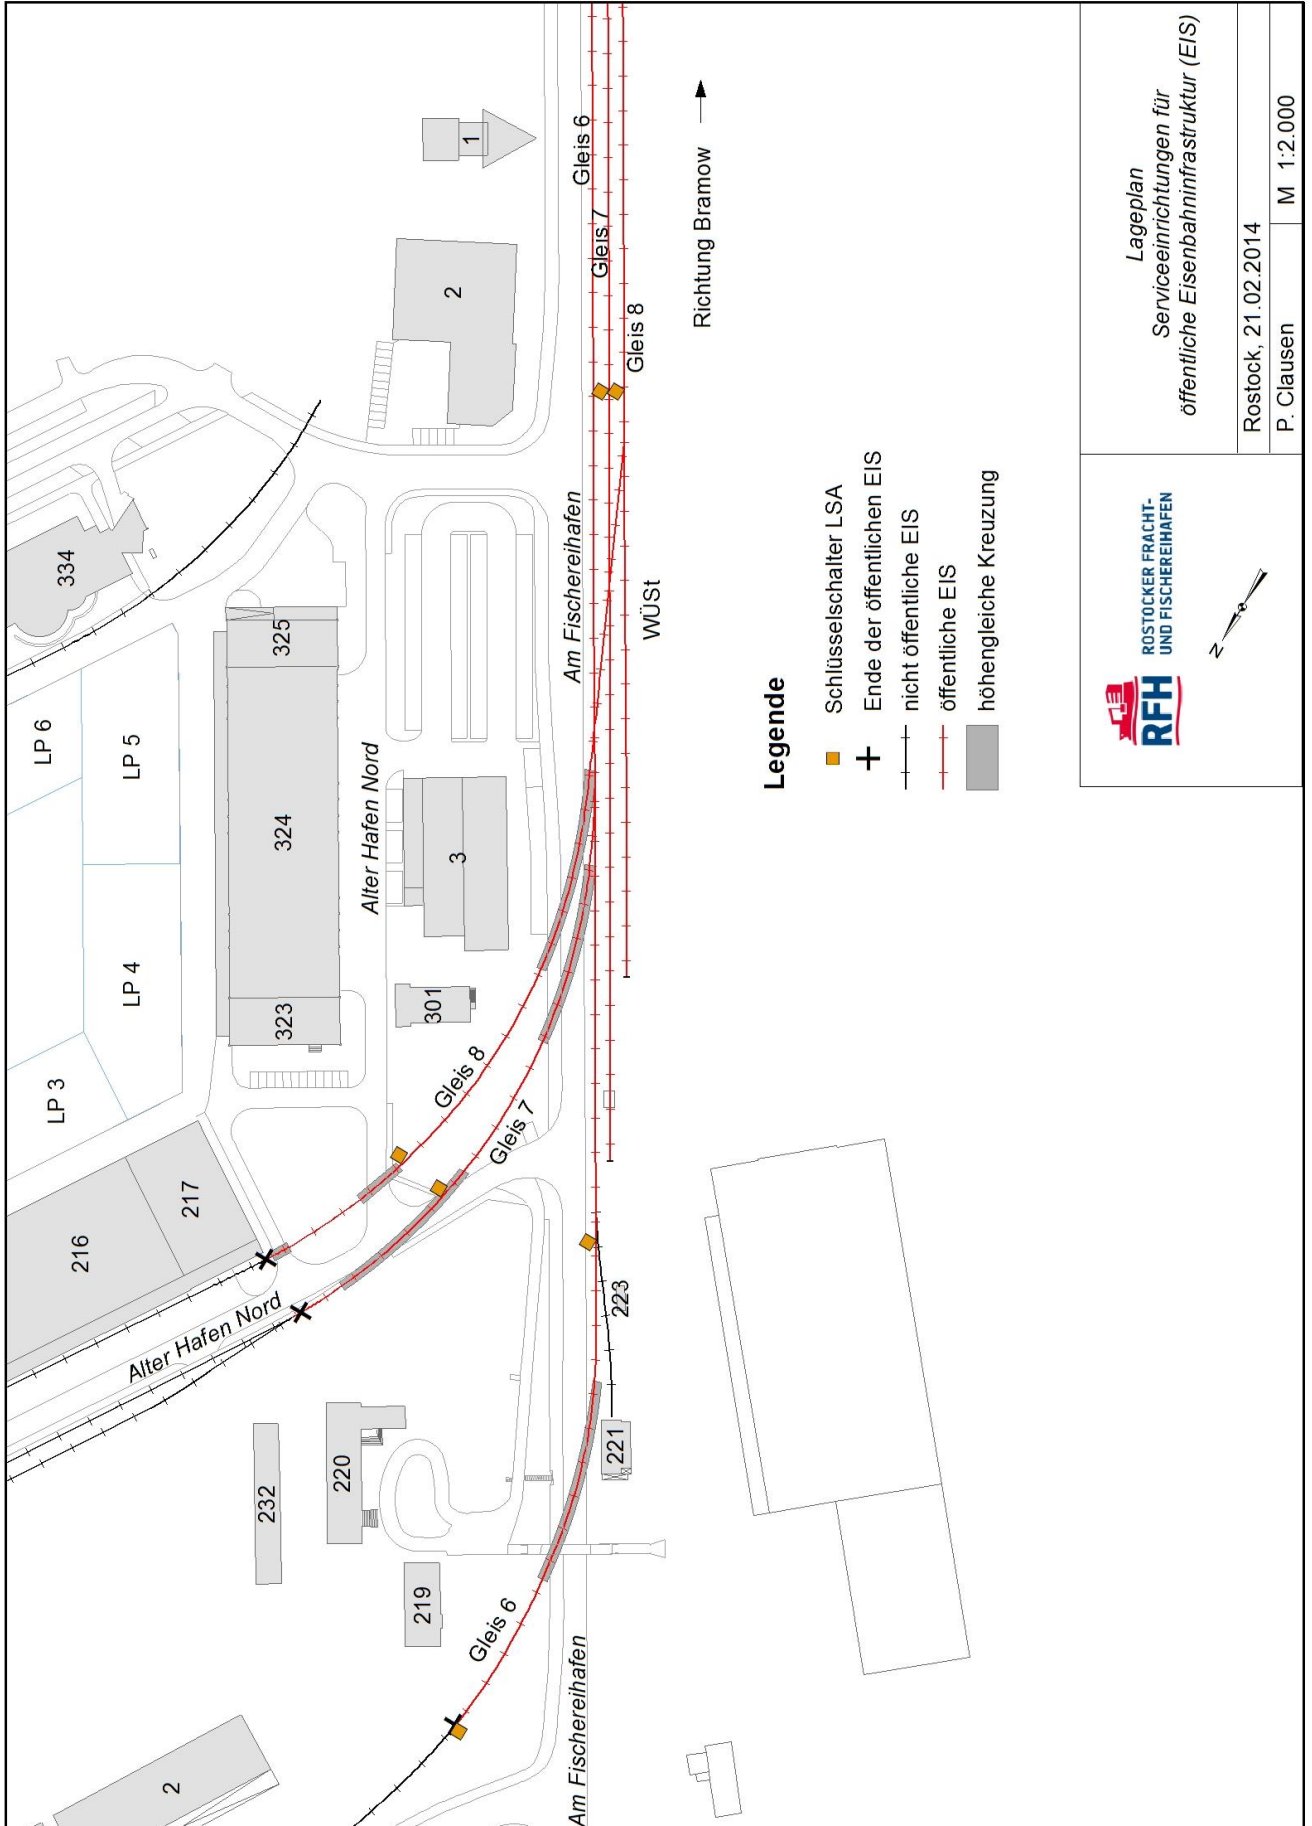 2
Gleis 6
Am Fischereihafen
219
232
220
221
223
Alter Hafen Nord
216
217
Gleis 7
Gleis 8
LP 3
LP 4
LP 5
LP 6
323
324
325
301
3
Alter Hafen Nord
334
Am Fischereihafen
WÜSt
2
1
Gleis 6
Gleis 7
Gleis 8
Richtung Bramow
Legende
Schlüsselschalter LSA
Ende der öffentlichen EIS
nicht öffentliche EIS
öffentliche EIS
höhengleiche Kreuzung
RFH
ROSTOCKER FRACHT-
UND FISCHEREIHAFEN
N
Lageplan
Serviceeinrichtungen für
öffentliche Eisenbahninfrastruktur (EIS)
Rostock, 21.02.2014
P. Clausen
M 1:2.000